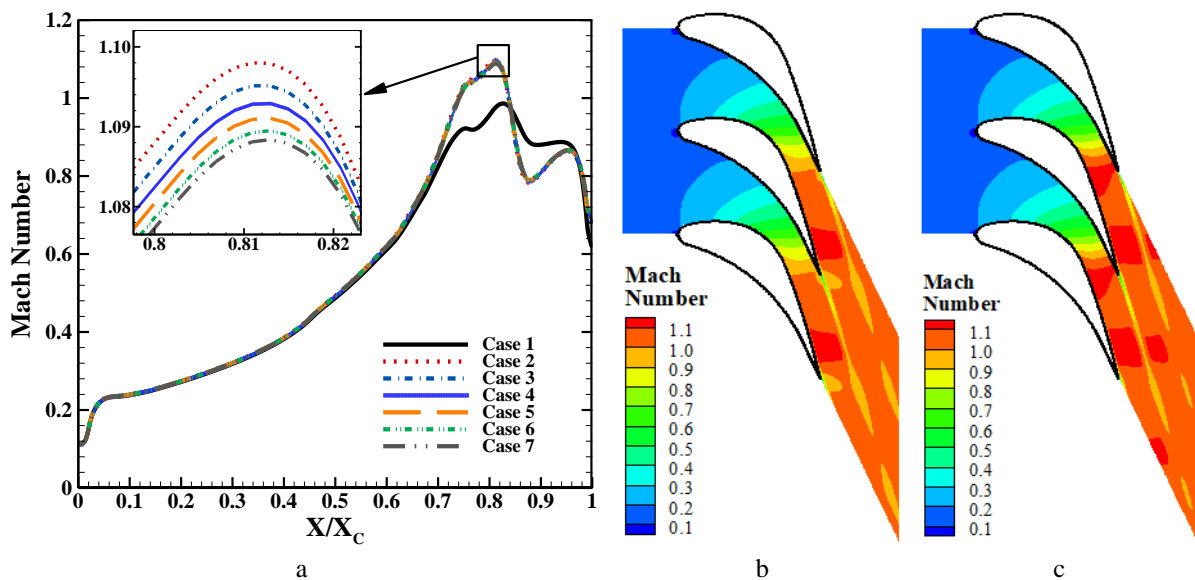 Mach Number
1.2
1
0.8
0.6
0.4
0.2
0
0 0.1 0.2 0.3 0.4 0.5 0.6 0.7 0.8 0.9 1
X/X_C
1.10
1.09
1.08
0.8 0.81 0.82
Case 1
Case 2
Case 3
Case 4
Case 5
Case 6
Case 7
a
Mach
Number
1.1
1.0
0.9
0.8
0.7
0.6
0.5
0.4
0.3
0.2
0.1
b
Mach
Number
1.1
1.0
0.9
0.8
0.7
0.6
0.5
0.4
0.3
0.2
0.1
c